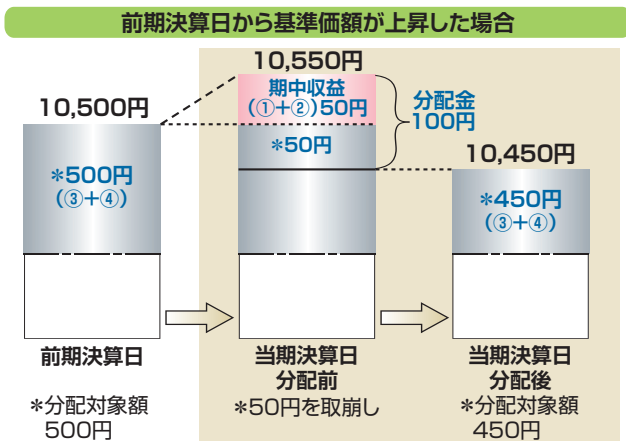 前期決算日から基準価額が上昇した場合
10,550円
期中収益
(①+②)50円
分配金
100円
10,500円
*50円
10,450円
*500円
(③+④)
*450円
(③+④)
前期決算日
当期決算日
分配前
当期決算日
分配後
*分配対象額
500円
*50円を取崩し
*分配対象額
450円